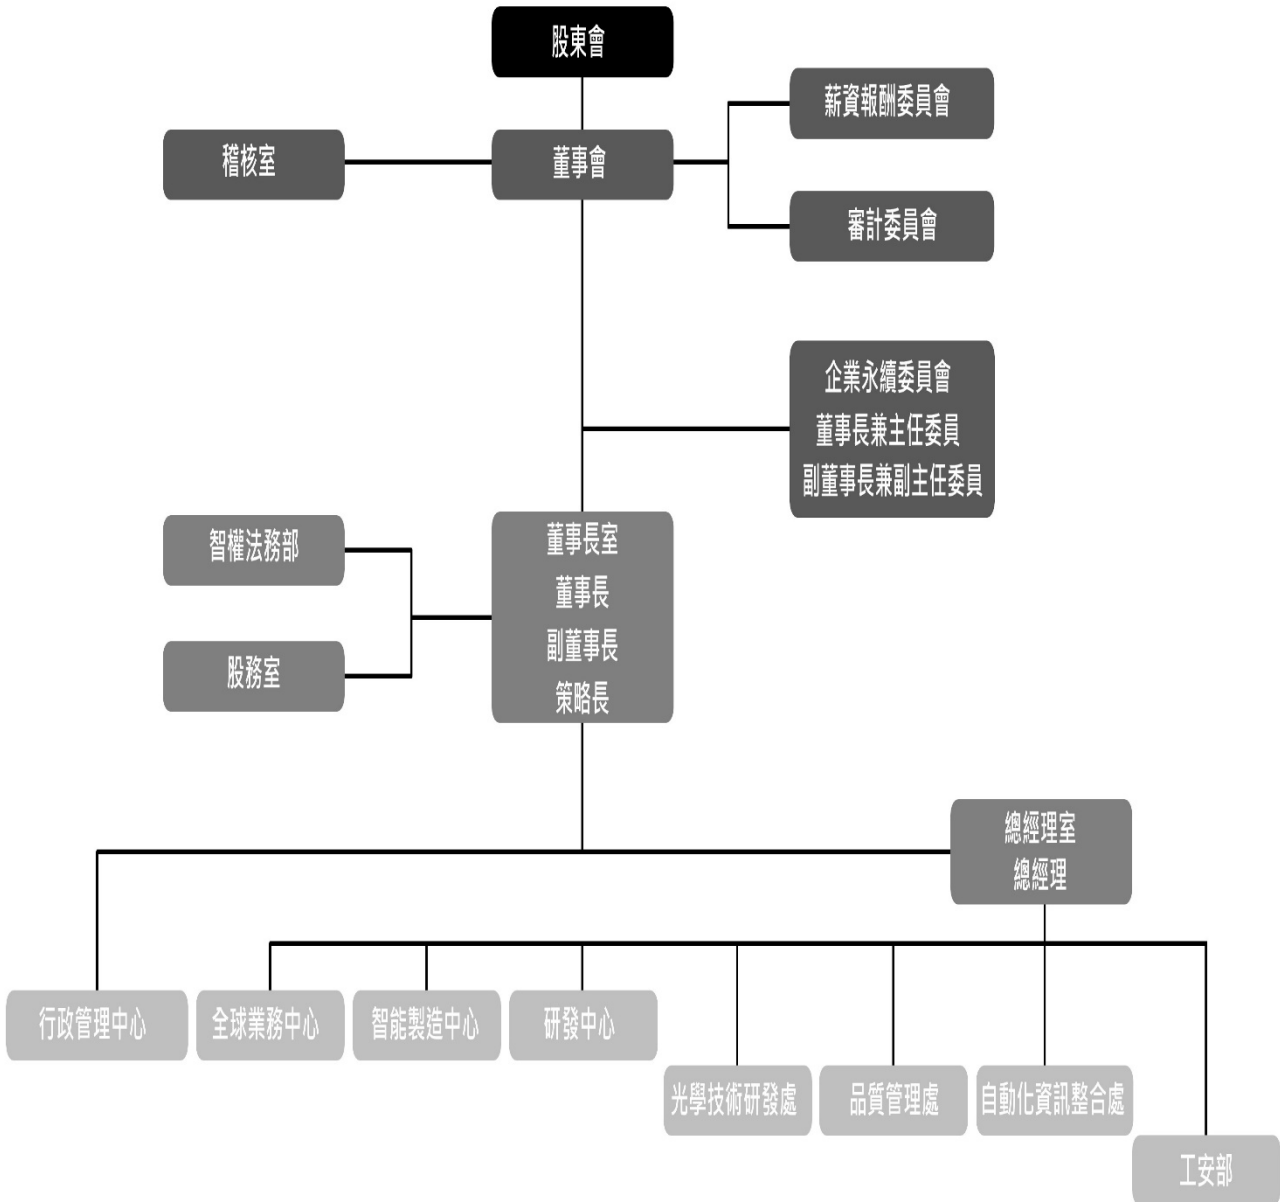 股東會
薪資報酬委員會
稽核室
董事會
審計委員會
企業永續委員會
董事長兼主任委員
副董事長兼副主任委員
智權法務部
股務室
董事長室
董事長
副董事長
策略長
總經理室
總經理
行政管理中心
全球業務中心
智能製造中心
研發中心
光學技術研發處
品質管理處
自動化資訊整合處
工安部